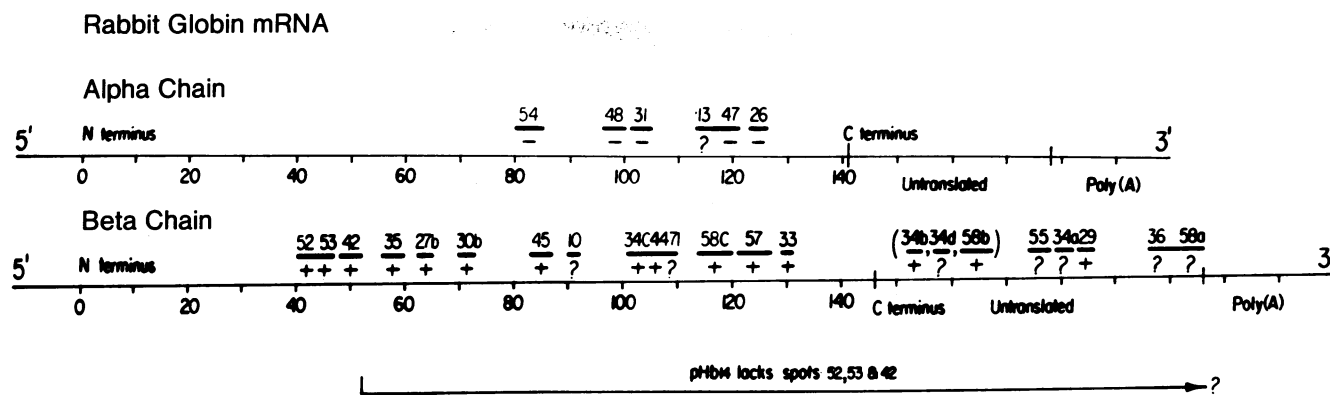 Rabbit Globin mRNA
Alpha Chain
54 48 31 13 47 26
5' N terminus C terminus 3'
- - - ? - -
0 20 40 60 80 100 120 140 Untranslated Poly(A)
Beta Chain
52 53 42 35 27b 30b 45 10 34C 44 71 58C 57 33 (34b, 34d, 58b) 55 34a 29 36 58a
5' N terminus + + + + + + + ? + + ? + + + + ? + ? ? + ? ? 3
0 20 40 60 80 100 120 140 C terminus Untranslated Poly(A)
pHb14 lacks spots 52,53 & 42
?